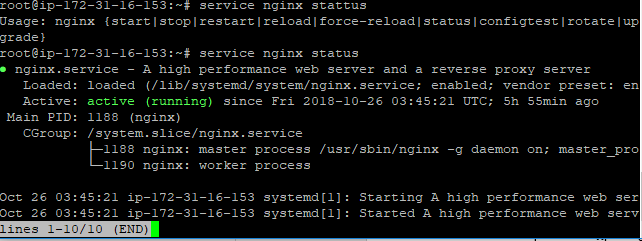 root@ip-172-31-16-153:~# service nginx stattus
Usage: nginx {start|stop|restart|reload|force-reload|status|configtest|rotate|up
grade}
root@ip-172-31-16-153:~# service nginx status
● nginx.service - A high performance web server and a reverse proxy server
Loaded: loaded (/lib/systemd/system/nginx.service; enabled; vendor preset: en
Active: active (running) since Fri 2018-10-26 03:45:21 UTC; 5h 55min ago
Main PID: 1188 (nginx)
CGroup: /system.slice/nginx.service
├─1188 nginx: master process /usr/sbin/nginx -g daemon on; master_pro
└─1190 nginx: worker process
Oct 26 03:45:21 ip-172-31-16-153 systemd[1]: Starting A high performance web ser
Oct 26 03:45:21 ip-172-31-16-153 systemd[1]: Started A high performance web serv
lines 1-10/10 (END)